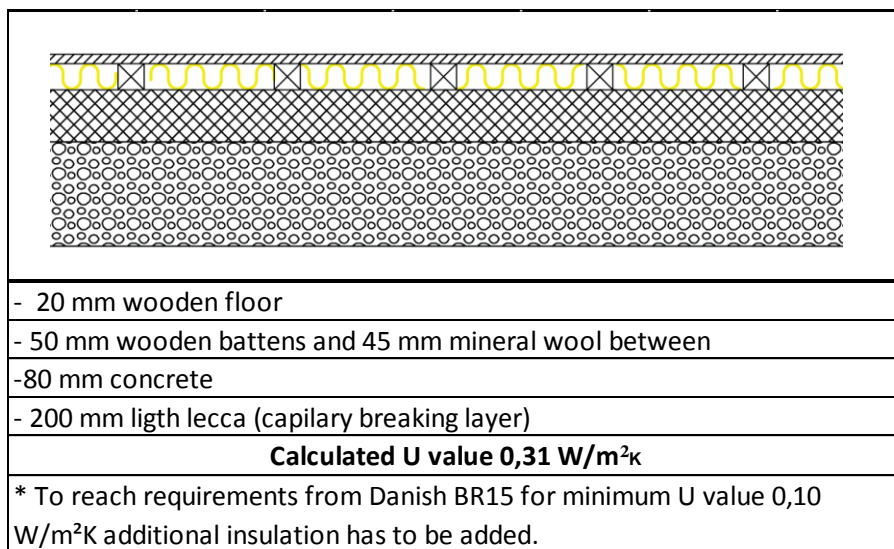 - 20 mm wooden floor
- 50 mm wooden battens and 45 mm mineral wool between
-80 mm concrete
- 200 mm ligth lecca (capilary breaking layer)
Calculated U value 0,31 W/m²K
* To reach requirements from Danish BR15 for minimum U value 0,10
W/m²K additional insulation has to be added.